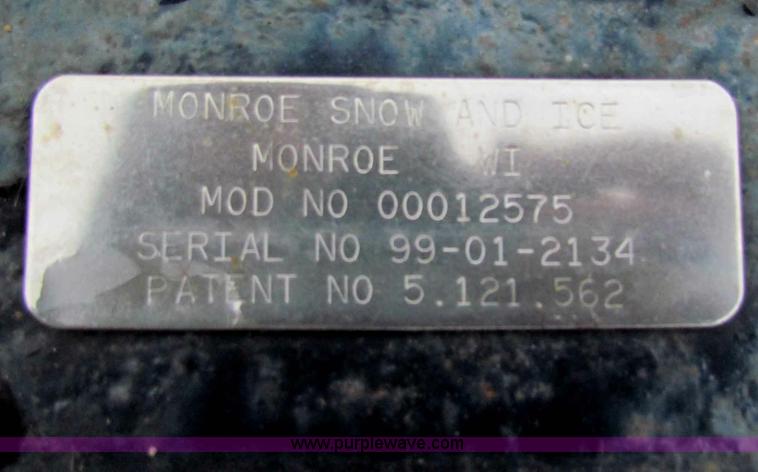 MONROE SNOW AND ICE
MONROE WI
MOD NO 00012575
SERIAL NO 99-01-2134
PATENT NO 5.121.562
www.purplewave.com